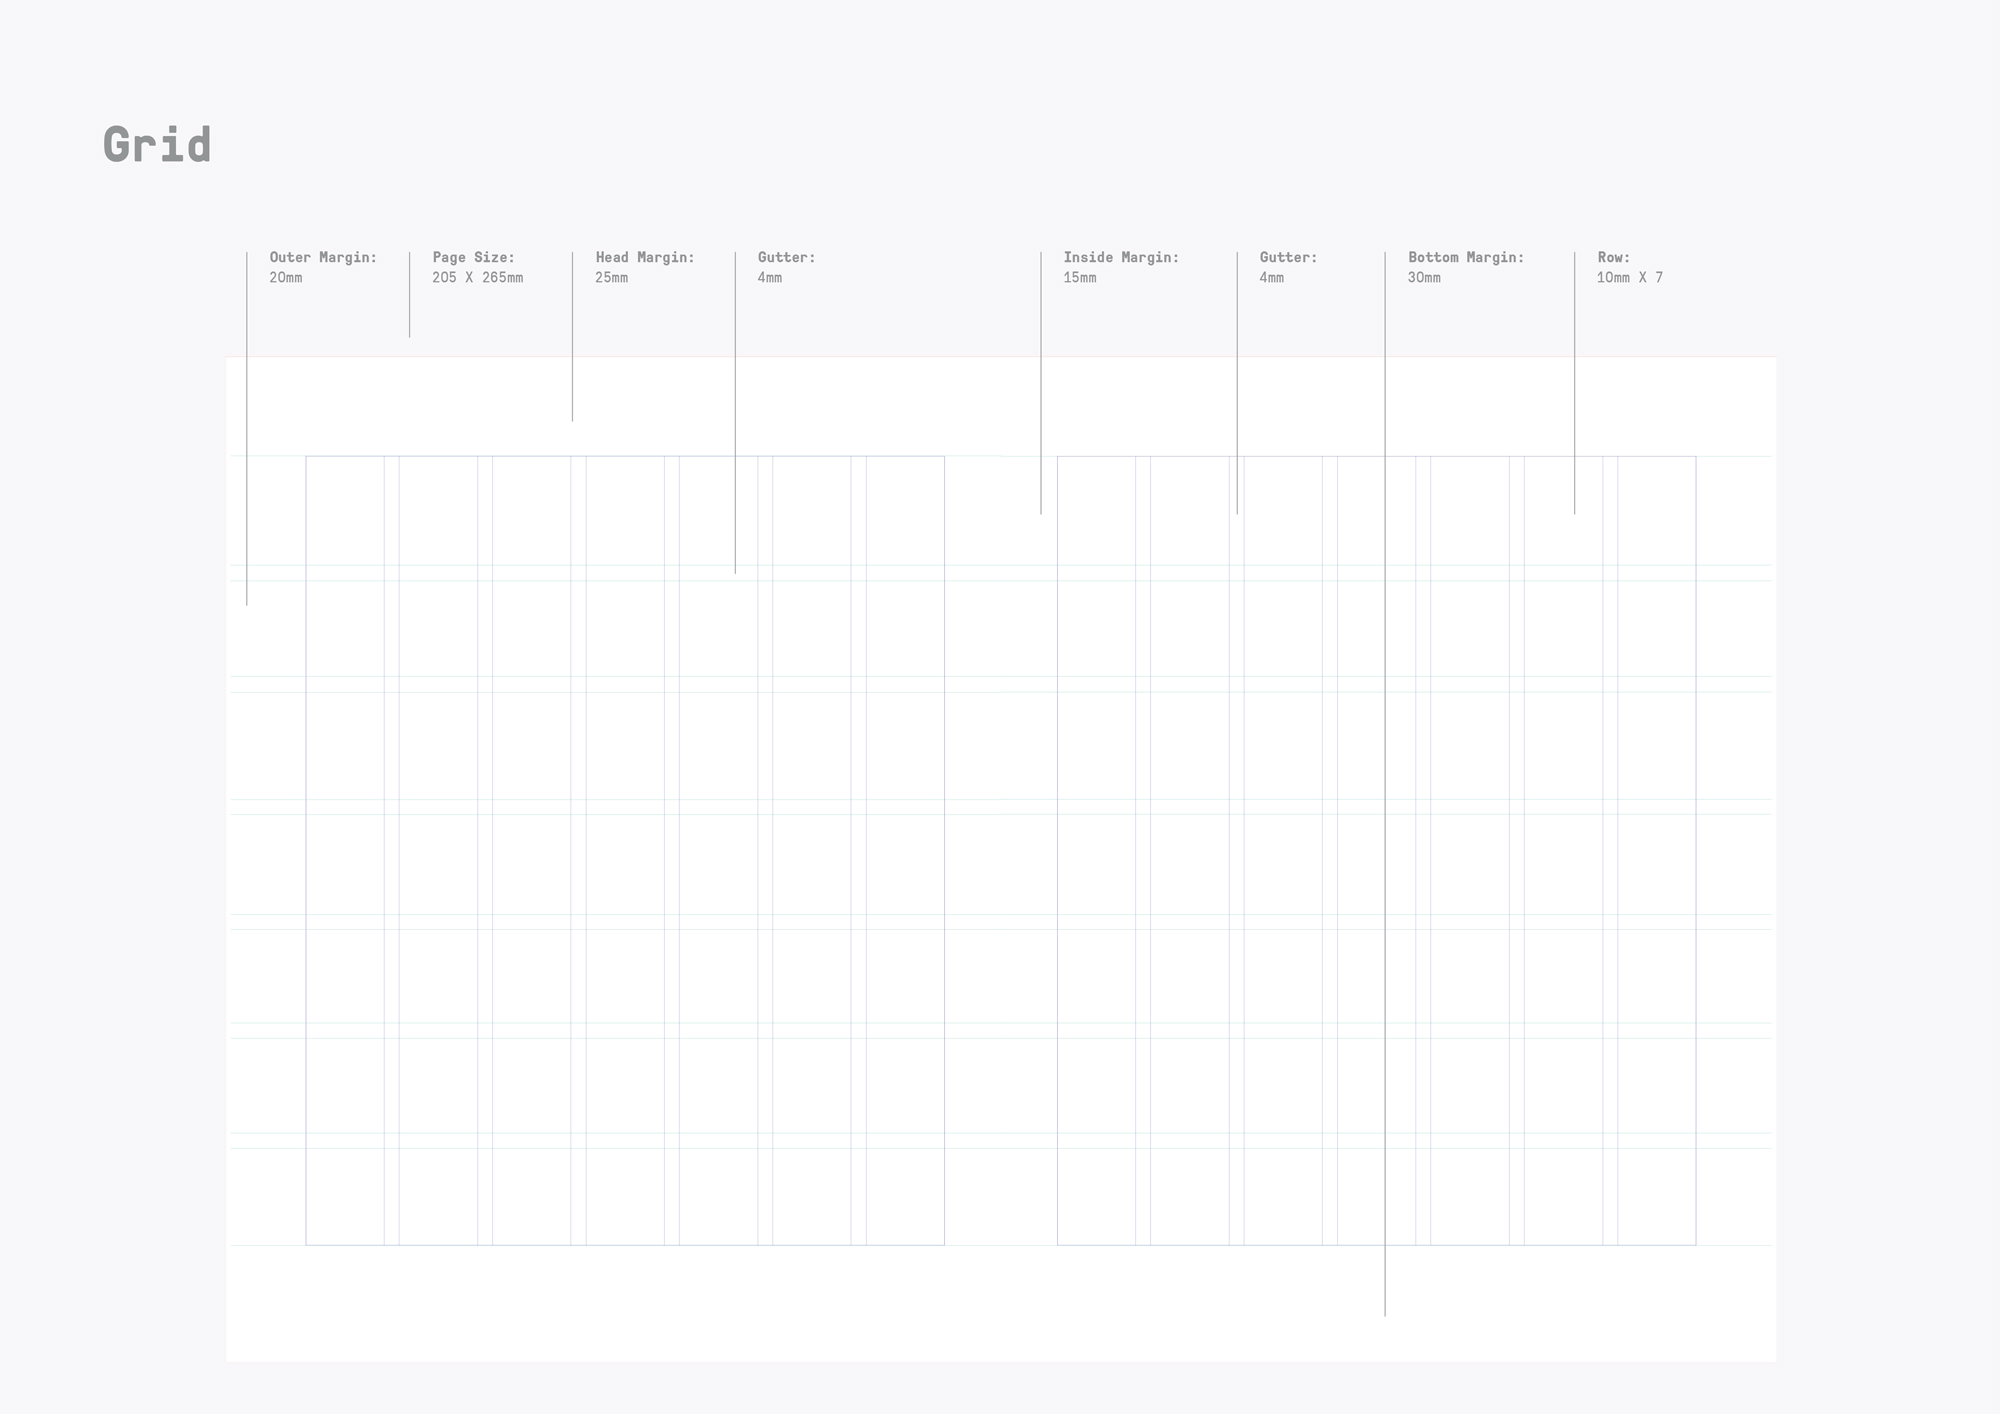 Grid
Outer Margin:
20mm
Page Size:
205 X 265mm
Head Margin:
25mm
Gutter:
4mm
Inside Margin:
15mm
Gutter:
4mm
Bottom Margin:
30mm
Row:
10mm X 7